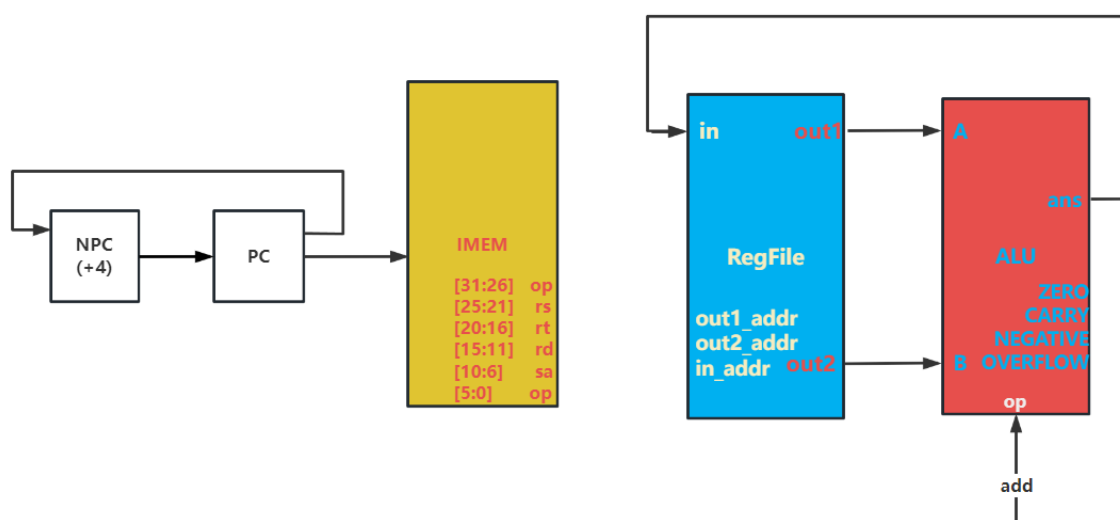 NPC
(+4)
PC
IMEM
[31:26] op
[25:21] rs
[20:16] rt
[15:11] rd
[10:6] sa
[5:0] op
in
out1
RegFile
out1_addr
out2_addr
in_addr
out2
A
ans
ALU
ZERO
CARRY
NEGATIVE
B OVERFLOW
op
add